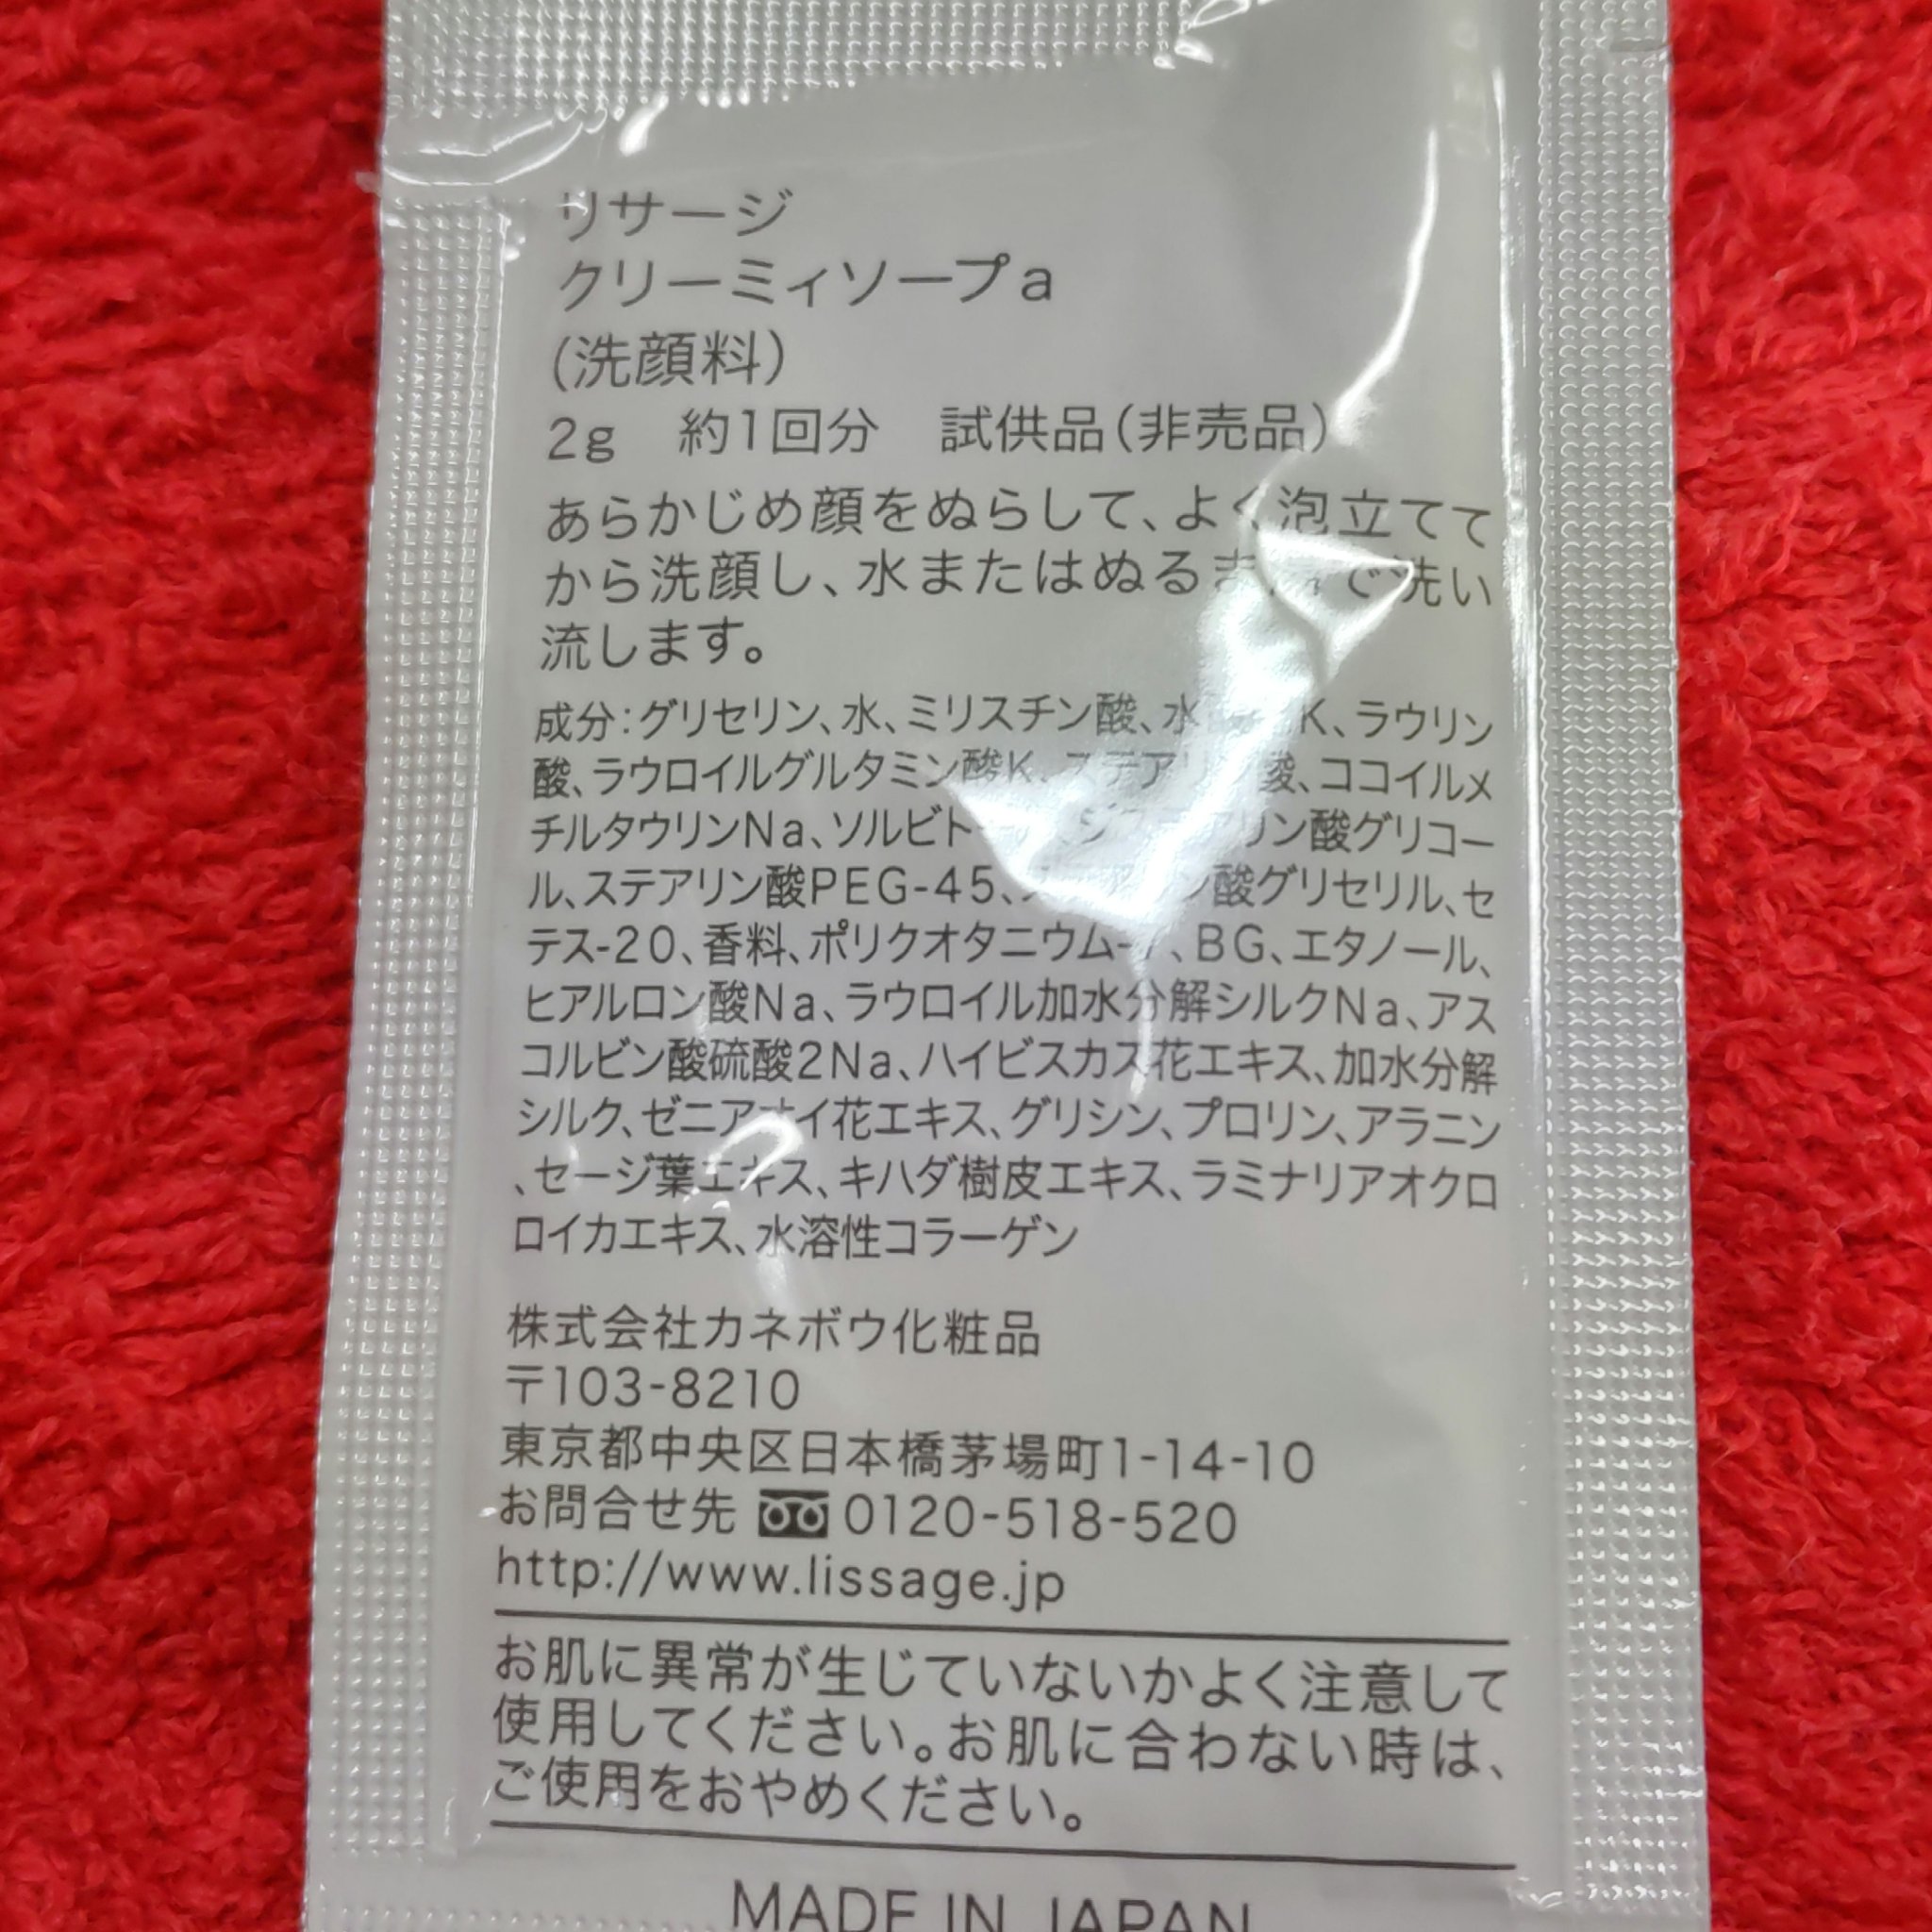 リサージ
クリーミィソープa
(洗顔料)
2g 約1回分 試供品(非売品)
あらかじめ顔をぬらして、よく泡立てて
から洗顔し、水またはぬるま で洗い
流します。
成分:グリセリン、水、ミリスチン酸、水 K、ラウリン
酸、ラウロイルグルタミン酸K、ステアリン酸、ココイルメ
チルタウリンNa、ソルビト リン酸グリコー
ル、ステアリン酸PEG-45、 ン酸グリセリル、セ
テス-20、香料、ポリクオタニウム-7、BG、エタノール、
ヒアルロン酸Na、ラウロイル加水分解シルクNa、アス
コルビン酸硫酸2Na、ハイビスカス花エキス、加水分解
シルク、ゼニアオイ花エキス、グリシン、プロリン、アラニン
、セージ葉エキス、キハダ樹皮エキス、ラミナリアオクロ
ロイカエキス、水溶性コラーゲン
株式会社カネボウ化粧品
〒103-8210
東京都中央区日本橋茅場町1-14-10
お問合せ先 0120-518-520
http://www.lissage.jp
お肌に異常が生じていないかよく注意して
使用してください。お肌に合わない時は、
ご使用をおやめください。
MADE IN JAPAN